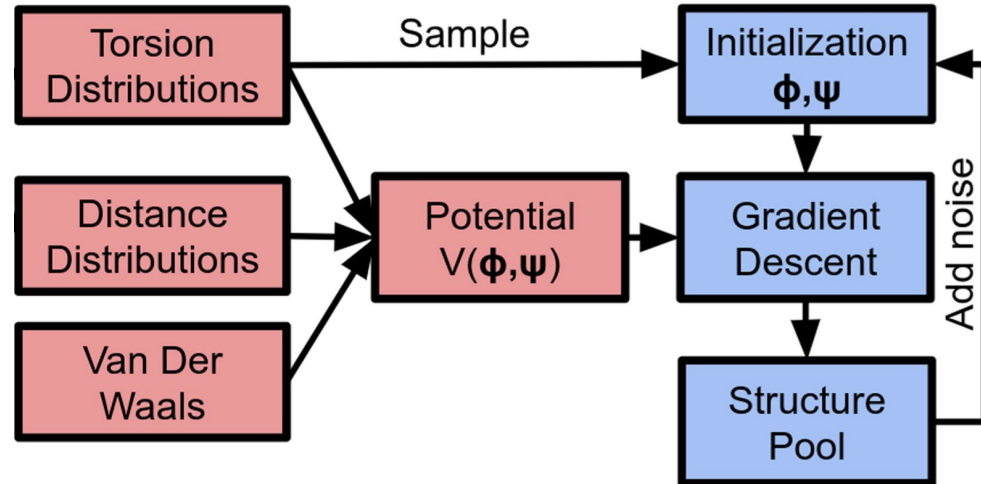 Torsion
Distributions
Sample
Initialization
ϕ,ψ
Distance
Distributions
Potential
V(ϕ,ψ)
Gradient
Descent
Add noise
Van Der
Waals
Structure
Pool